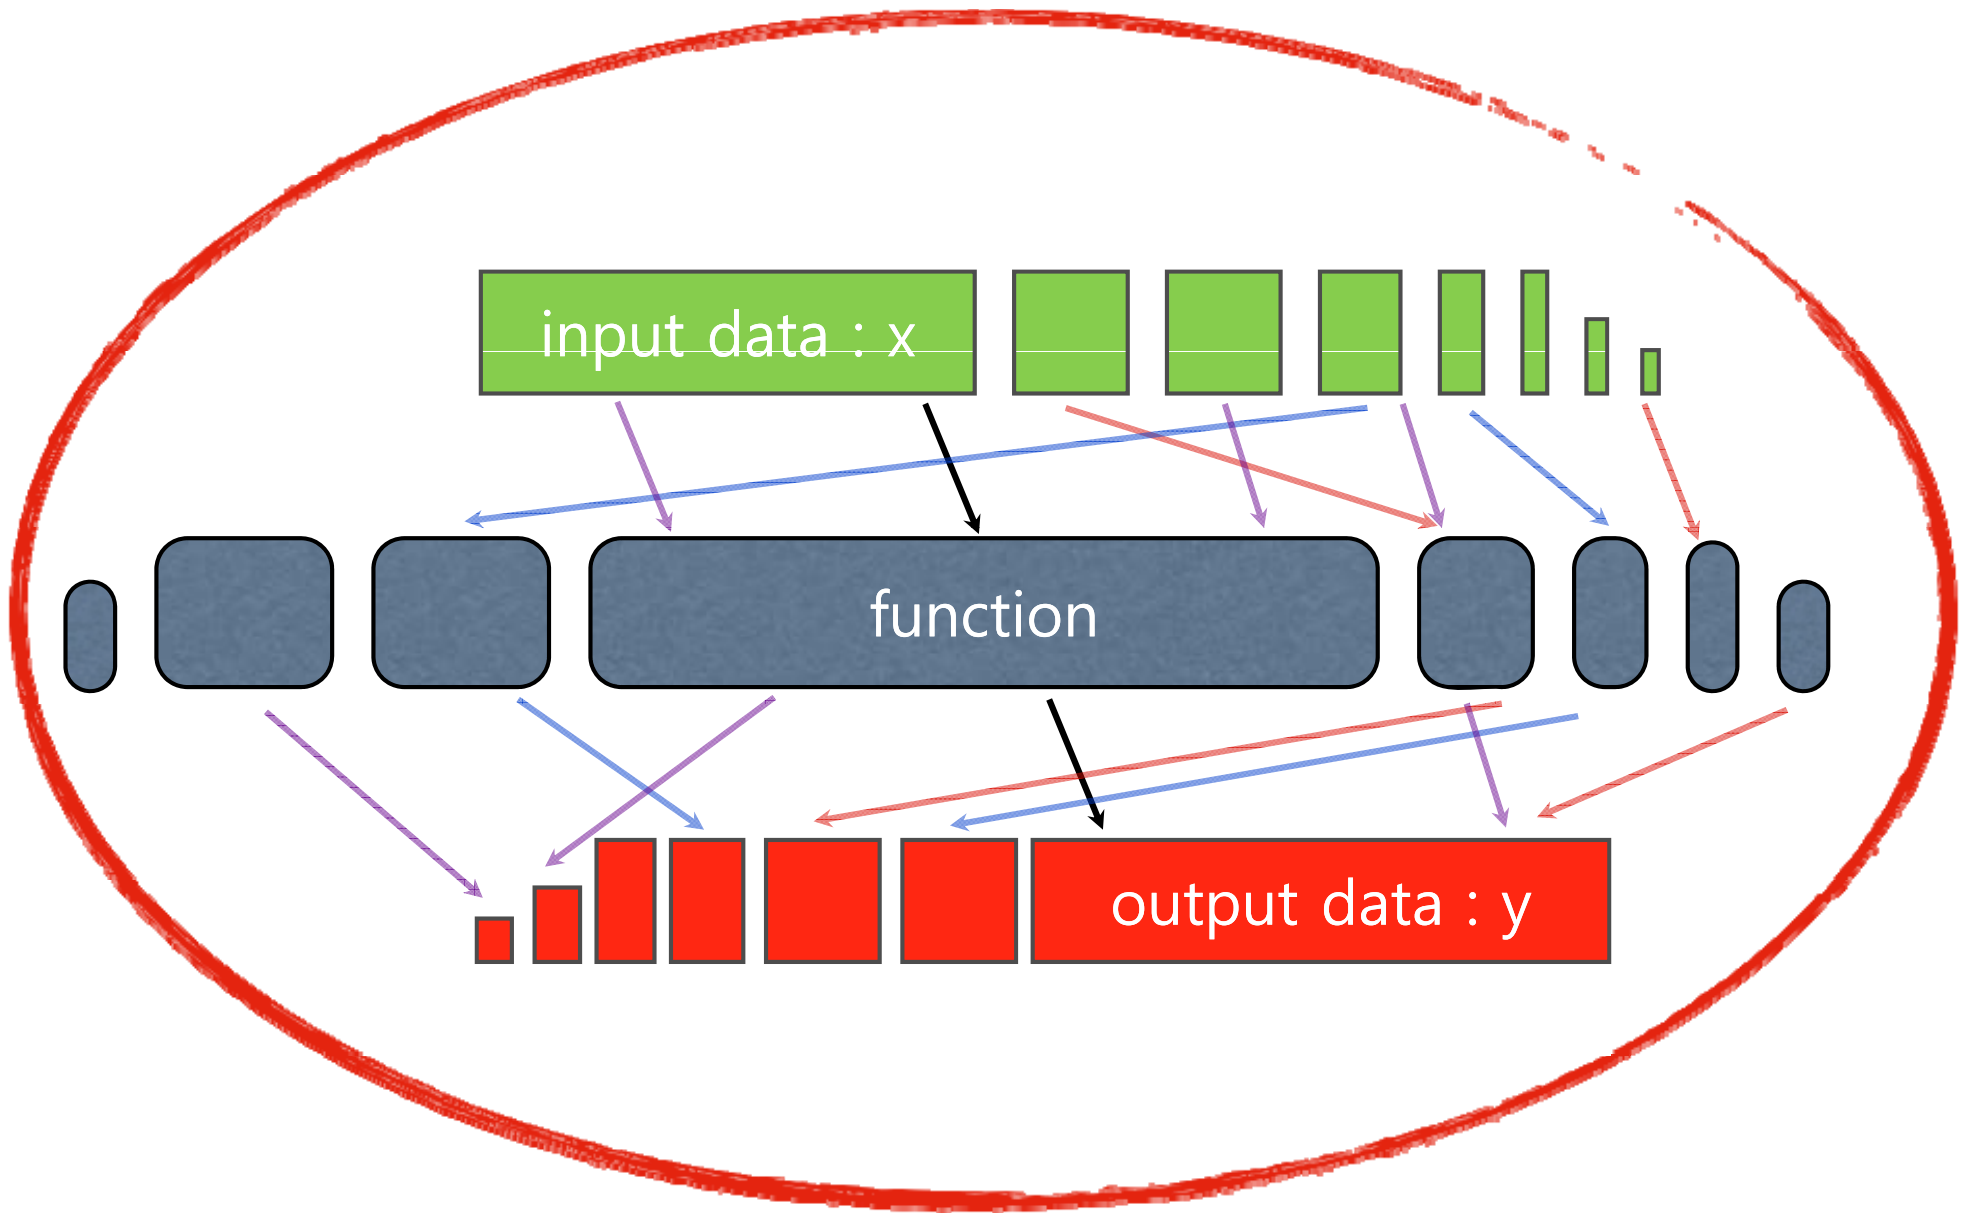 input data : x
function
output data : y